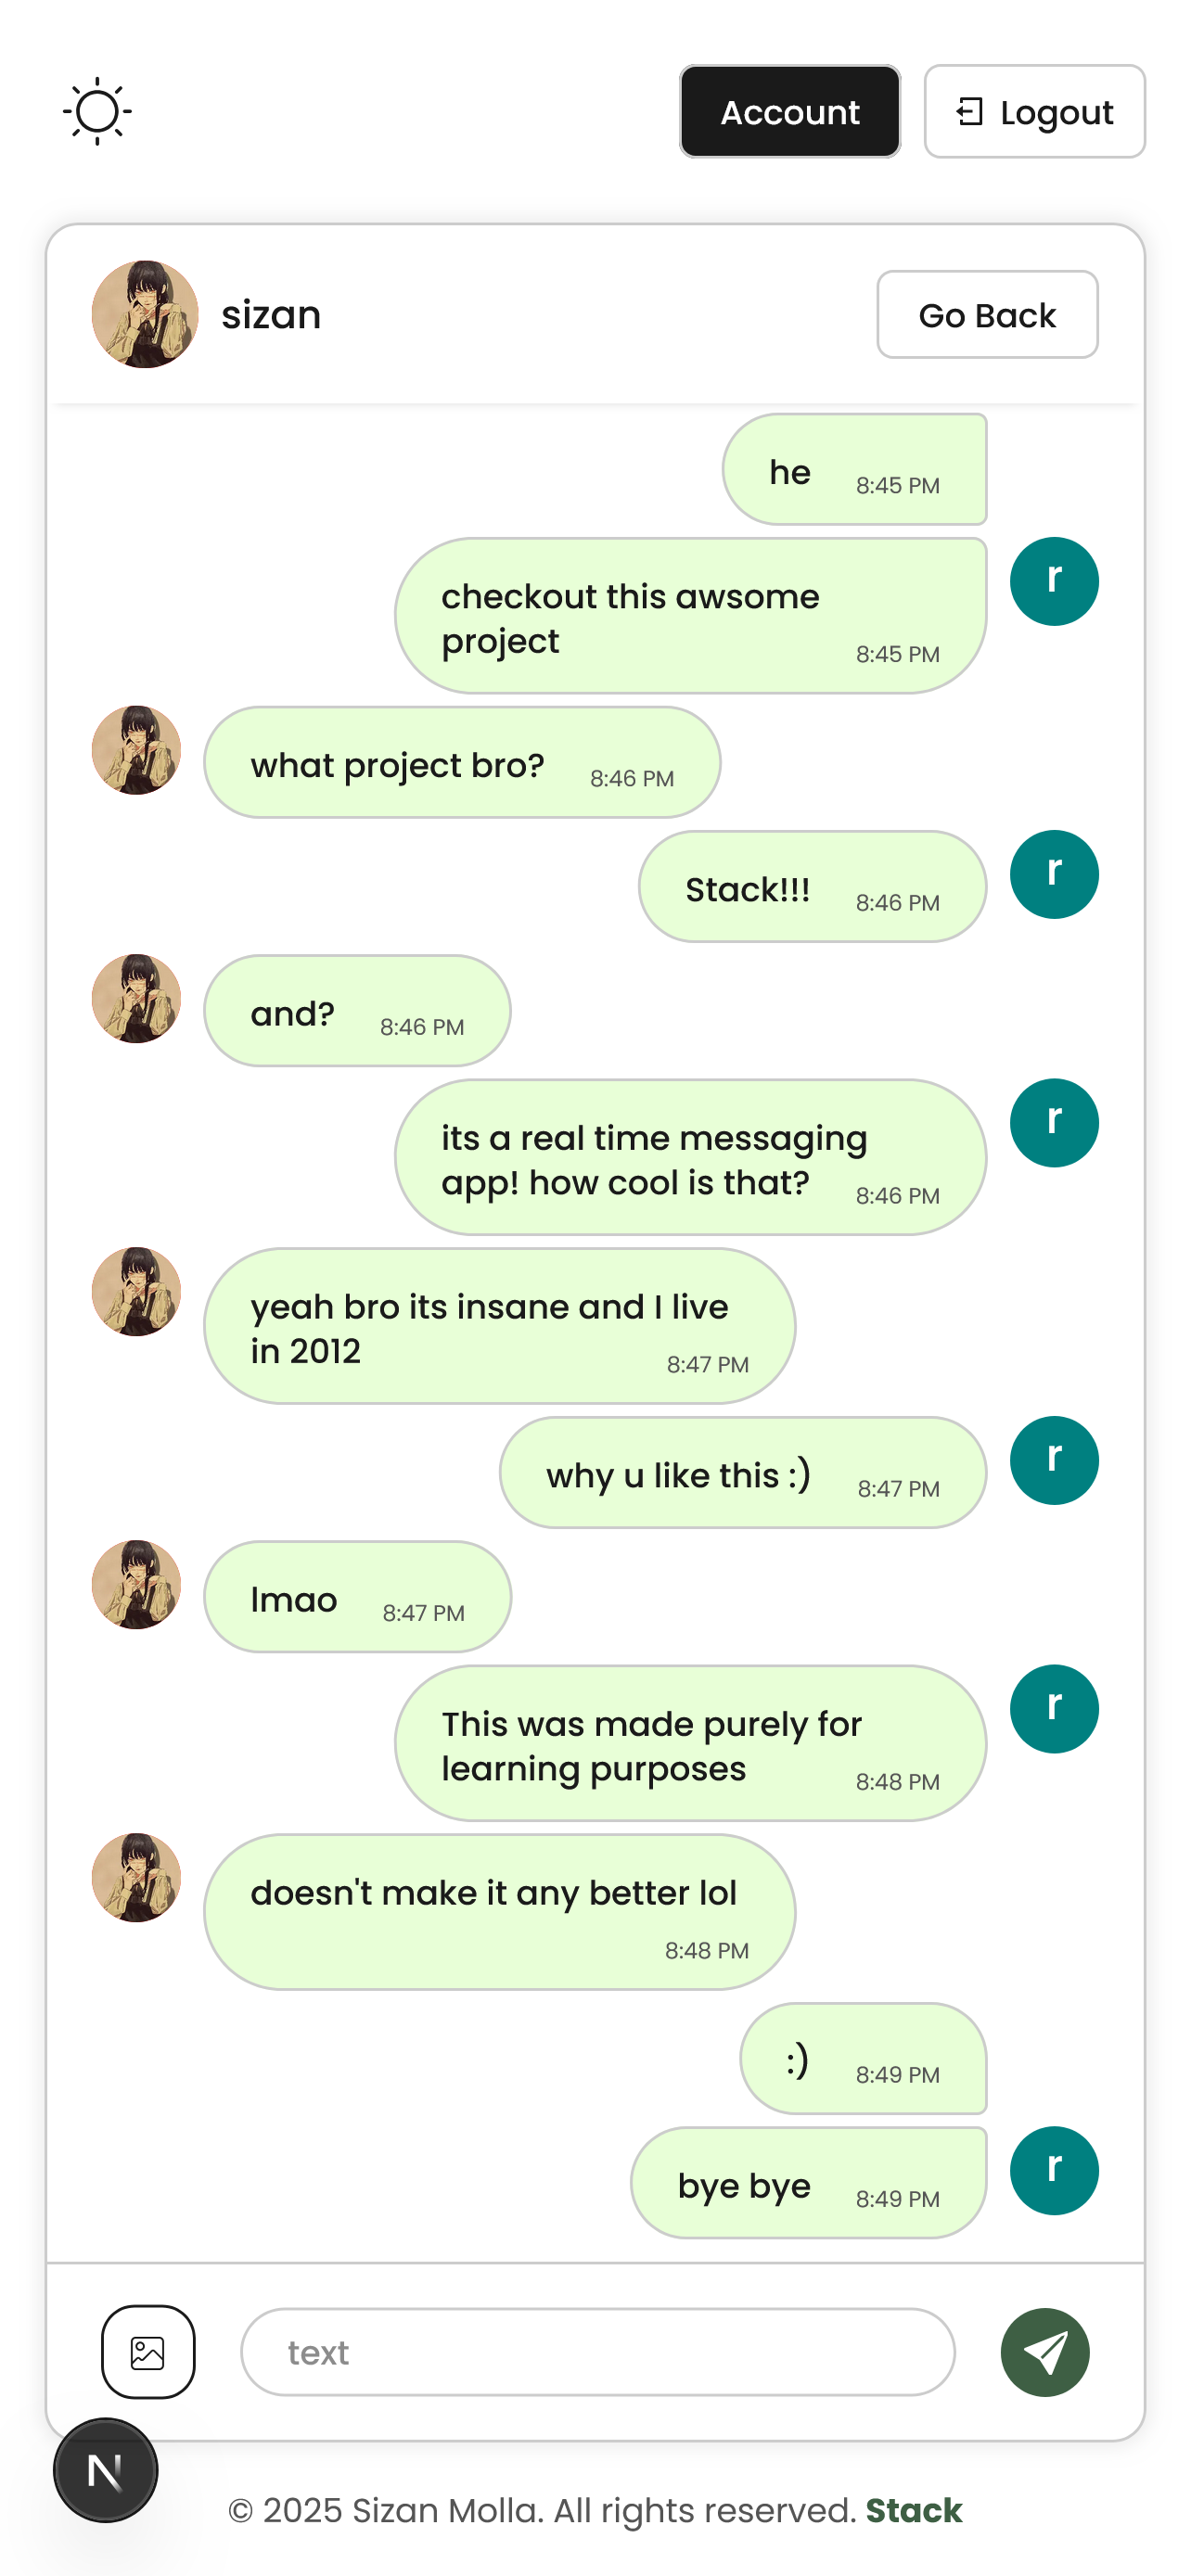 Account
Logout
sizan
Go Back
he
8:45 PM
checkout this awsome
project
8:45 PM
r
what project bro?
8:46 PM
Stack!!!
8:46 PM
r
and?
8:46 PM
its a real time messaging
app! how cool is that?
8:46 PM
r
yeah bro its insane and I live
in 2012
8:47 PM
why u like this :)
8:47 PM
r
lmao
8:47 PM
This was made purely for
learning purposes
8:48 PM
r
doesn't make it any better lol
8:48 PM
:)
8:49 PM
bye bye
8:49 PM
r
text
N
© 2025 Sizan Molla. All rights reserved. Stack